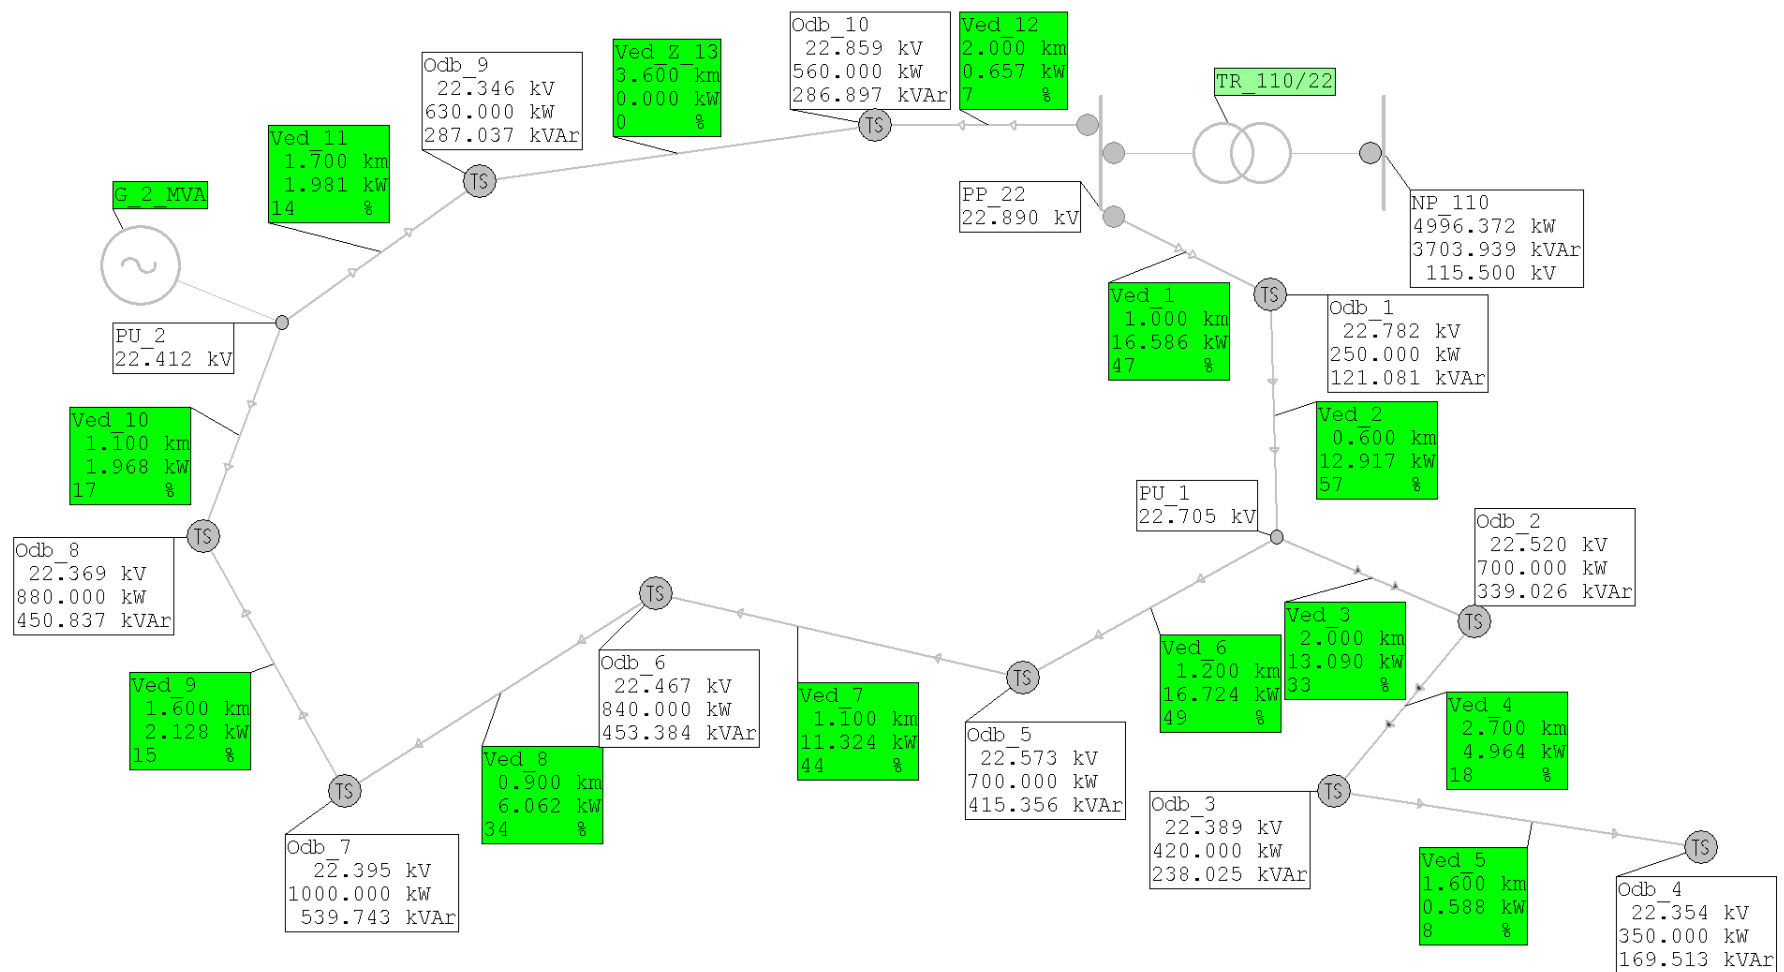 Odb_10
22.859 kV
560.000 kW
286.897 kVAr
Ved_12
2.000 km
0.657 kW
7 %
Ved_Z_13
3.600 km
0.000 kW
0 %
Odb_9
22.346 kV
630.000 kW
287.037 kVAr
TR_110/22
Ved_11
1.700 km
1.981 kW
14 %
TS
TS
G_2_MVA
PP_22
22.890 kV
NP_110
4996.372 kW
3703.939 kVAr
115.500 kV
Ved_1
1.000 km
16.586 kW
47 %
TS
Odb_1
22.782 kV
250.000 kW
121.081 kVAr
PU_2
22.412 kV
Ved_10
1.100 km
1.968 kW
17 %
Ved_2
0.600 km
12.917 kW
57 %
PU_1
22.705 kV
Odb_2
22.520 kV
700.000 kW
339.026 kVAr
TS
Odb_8
22.369 kV
880.000 kW
450.837 kVAr
TS
TS
Ved_3
2.000 km
13.090 kW
33 %
Ved_6
1.200 km
16.724 kW
49 %
Odb_6
22.467 kV
840.000 kW
453.384 kVAr
TS
Ved_9
1.600 km
2.128 kW
15 %
Ved_7
1.100 km
11.324 kW
44 %
Ved_4
2.700 km
4.964 kW
18 %
Odb_5
22.573 kV
700.000 kW
415.356 kVAr
Ved_8
0.900 km
6.062 kW
34 %
TS
TS
Odb_3
22.389 kV
420.000 kW
238.025 kVAr
Odb_7
22.395 kV
1000.000 kW
539.743 kVAr
TS
Ved_5
1.600 km
0.588 kW
8 %
Odb_4
22.354 kV
350.000 kW
169.513 kVAr